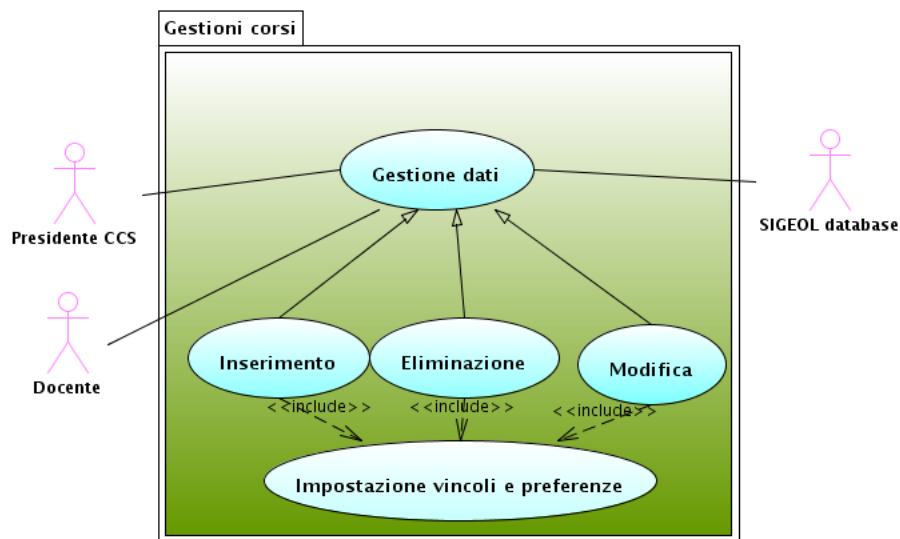 Gestioni corsi
Gestione dati
Presidente CCS
SIGEOL database
Docente
Inserimento
Eliminazione
Modifica
<<include>>
<<include>>
<<include>>
Impostazione vincoli e preferenze